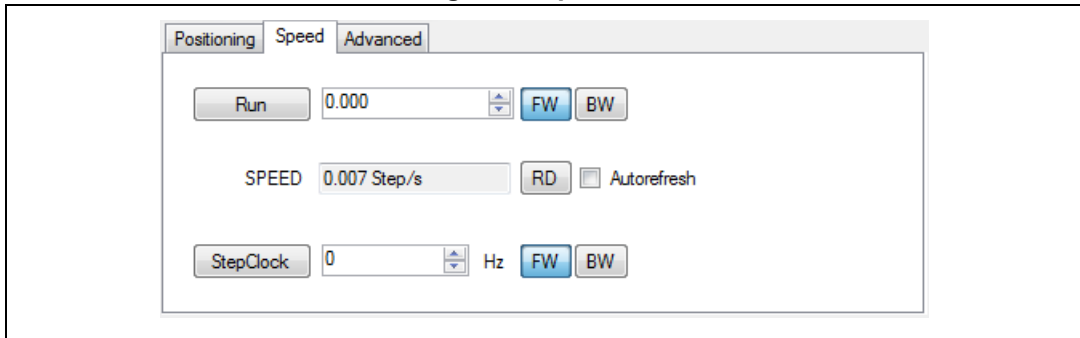 Positioning Speed Advanced
Run 0.000 FW BW
SPEED 0.007 Step/s RD Autorefresh
StepClock 0 Hz FW BW